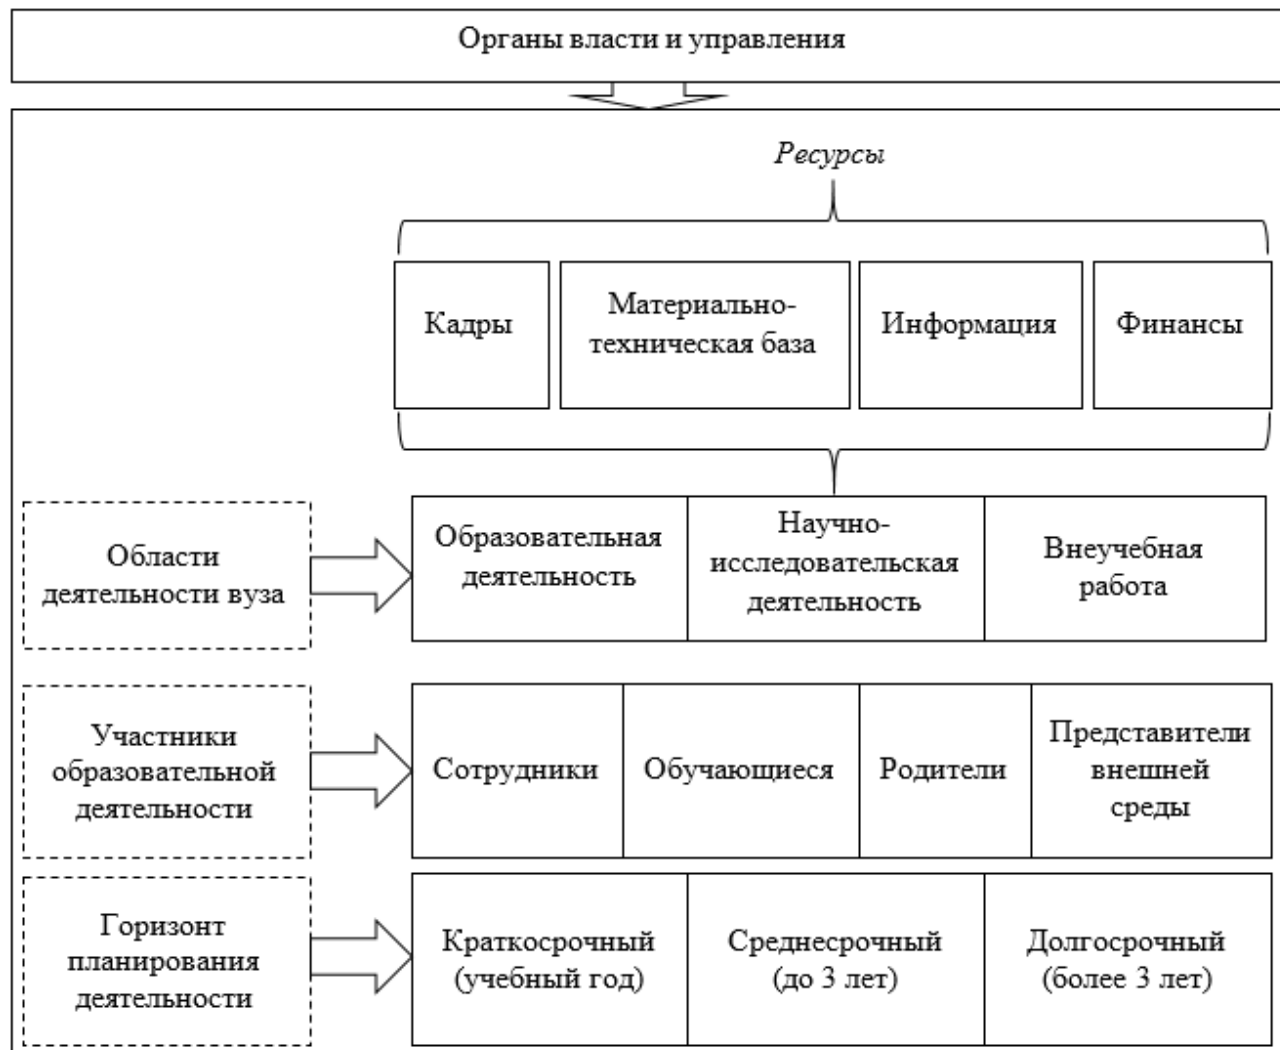 Органы власти и управления
Ресурсы
Кадры
Материально-
техническая база
Информация
Финансы
Области
деятельности вуза
Образовательная
деятельность
Научно-
исследовательская
деятельность
Внеучебная
работа
Участники
образовательной
деятельности
Сотрудники
Обучающиеся
Родители
Представители
внешней
среды
Горизонт
планирования
деятельности
Краткосрочный
(учебный год)
Среднесрочный
(до 3 лет)
Долгосрочный
(более 3 лет)